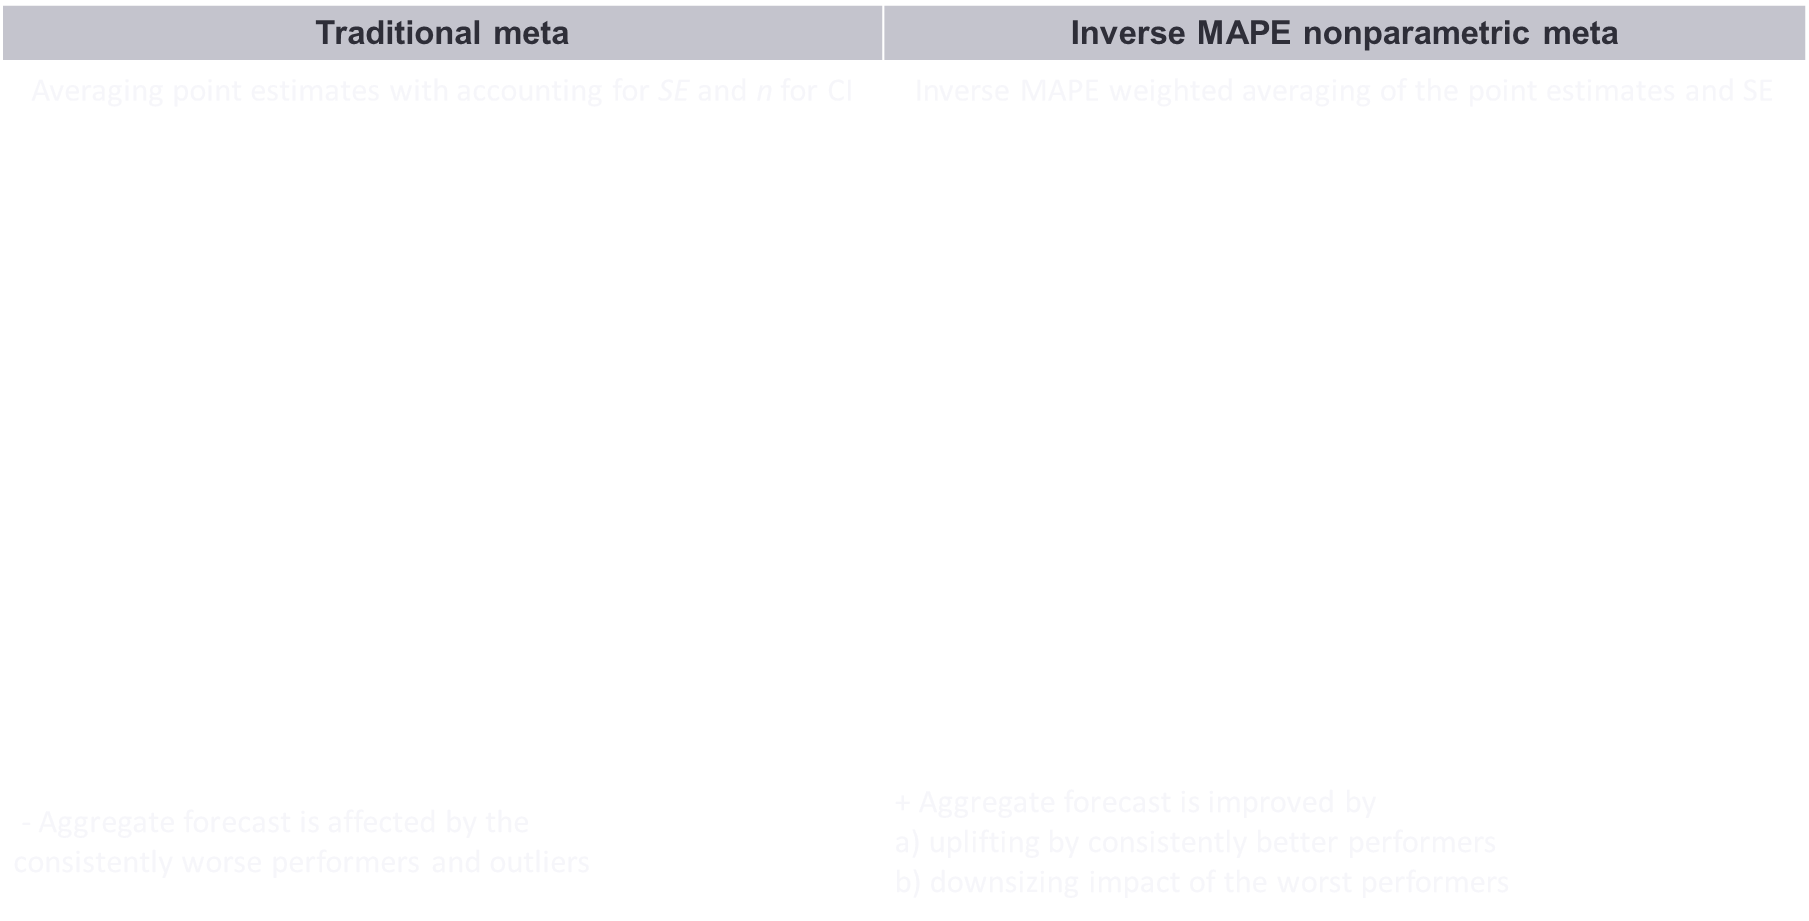 Traditional meta
Inverse MAPE nonparametric meta
Averaging point estimates with accounting for SE and n for CI
Inverse MAPE weighted averaging of the point estimates and SE
- Aggregate forecast is affected by the
consistently worse performers and outliers
+ Aggregate forecast is improved by
a) uplifting by consistently better performers
b) downsizing impact of the worst performers